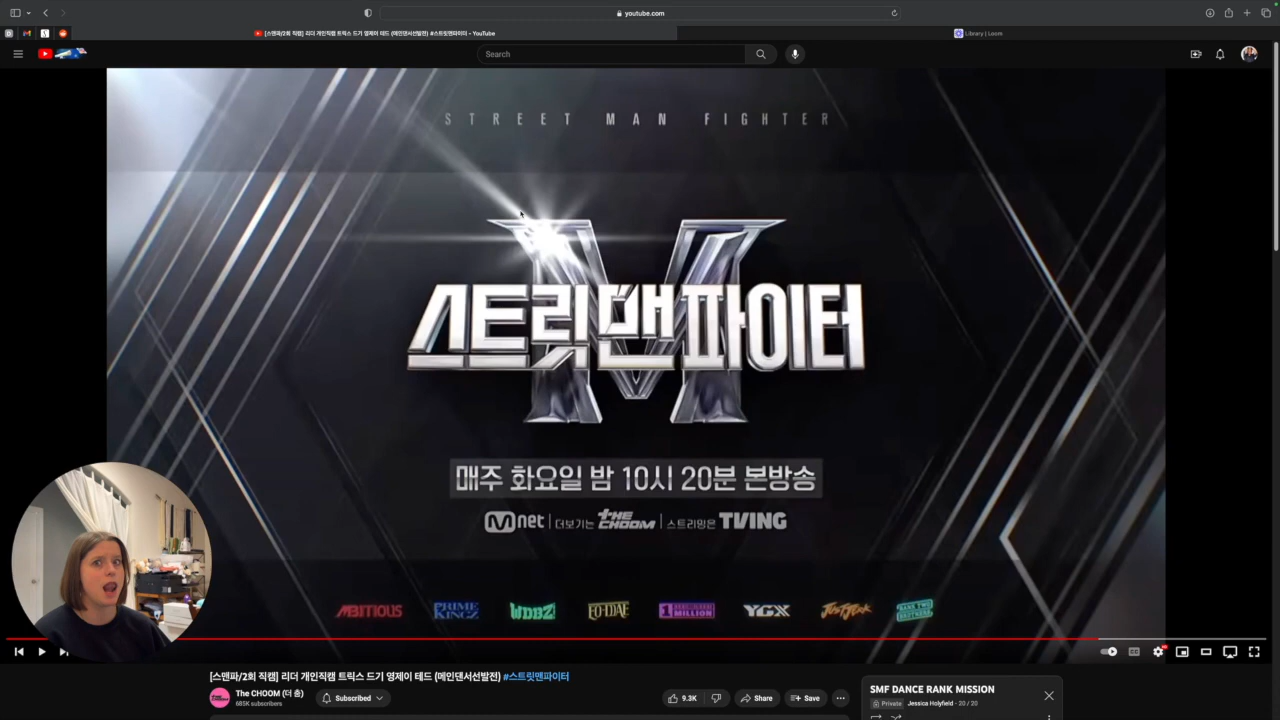 youtube.com
[스맨파/2회 직캠] 리더 개인직캠 트릭스 드기 영제이 테드 (메인댄서선발전) #스트릿맨파이터 - YouTube
Library | Loom
Search
STREET MAN FIGHTER
M
스트릿맨파이터
매주 화요일 밤 10시 20분 본방송
Mnet | 더보기는 THE CHOOM | 스트리밍은 TVING
MBITIOUS PRIME KINGZ WDBZ EO-DDAE 1 MILLION YGX JUSTJERK BANK TWO BROTHERS
[스맨파/2회 직캠] 리더 개인직캠 트릭스 드기 영제이 테드 (메인댄서선발전) #스트릿맨파이터
The CHOOM (더 춤)
685K subscribers
Subscribed
9.3K
Share
Save
SMF DANCE RANK MISSION
Private Jessica Holyfield - 20 / 20